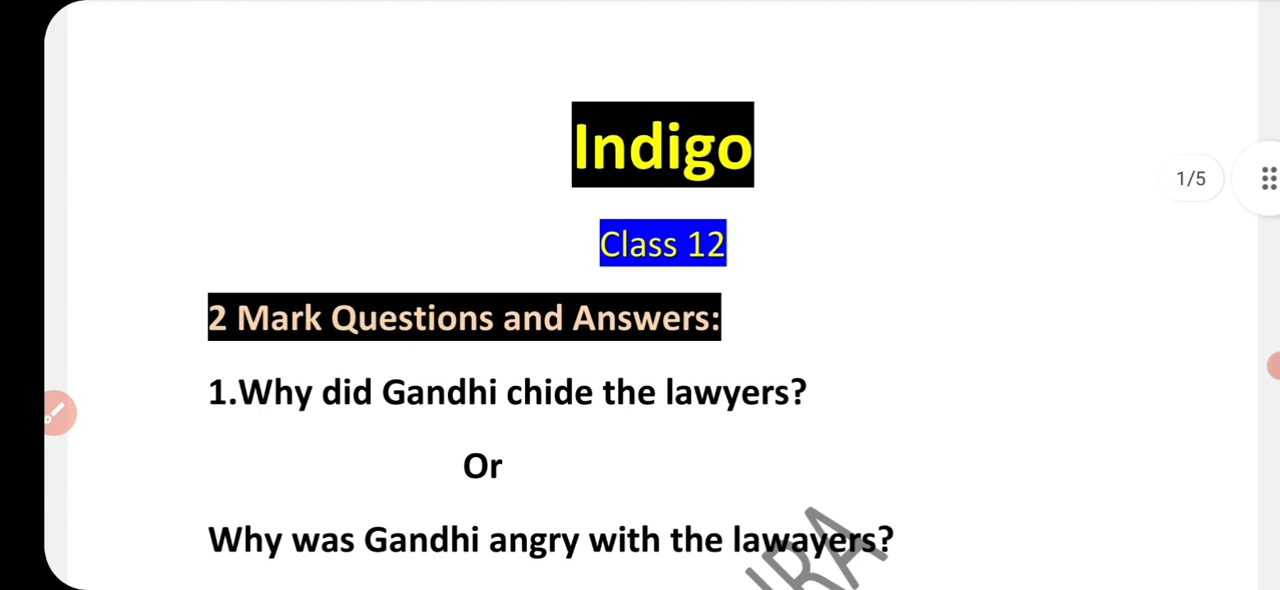 Indigo
1/5
Class 12
2 Mark Questions and Answers:
1.Why did Gandhi chide the lawyers?
Or
Why was Gandhi angry with the lawayers?